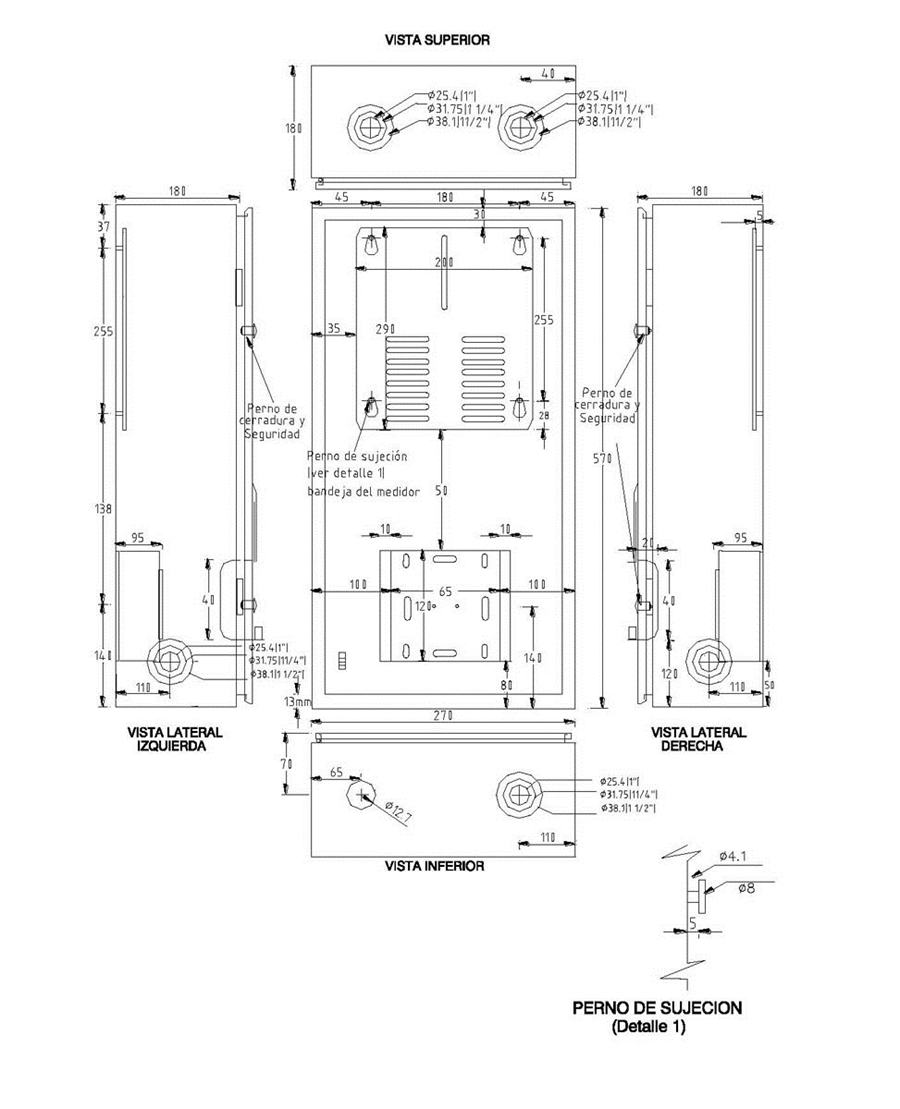 VISTA SUPERIOR
40
Ø25.4(1")
Ø31.75(1 1/4")
Ø38.1(11/2")
Ø25.4(1")
Ø31.75(1 1/4")
Ø38.1(11/2")
180
180
45
180
45
180
30
5
37
200
255
35
290
255
28
Perno de
cerradura y
Seguridad
Perno de
cerradura y
Seguridad
Perno de sujeción
(ver detalle 1)
bandeja del medidor
50
570
138
95
10
10
20
95
100
65
100
40
120
40
140
140
120
Ø25.4(1")
Ø31.75(11/4")
Ø38.1(1 1/2")
110
80
110
50
13mm
270
VISTA LATERAL
IZQUIERDA
VISTA LATERAL
DERECHA
70
65
Ø12.7
Ø25.4(1")
Ø31.75(11/4")
Ø38.1(1 1/2")
110
VISTA INFERIOR
Ø4.1
Ø8
5
PERNO DE SUJECION
(Detalle 1)